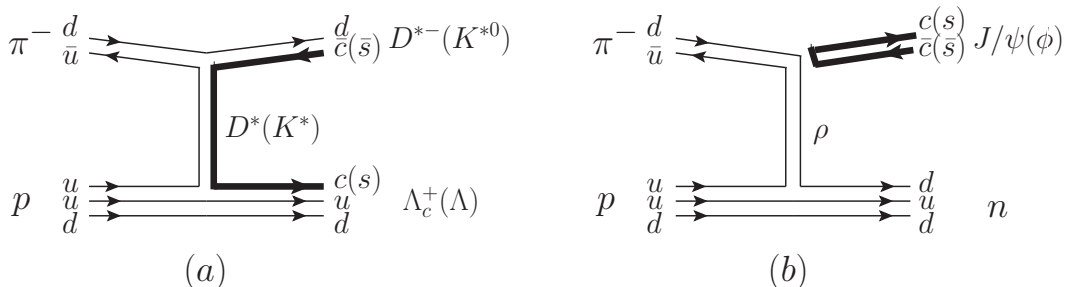 π⁻ d ū d c̄(s̄) D*⁻(K*⁰)
D*(K*)
p u u d c(s) u d Λc⁺(Λ)
(a)
π⁻ d ū c(s) c̄(s̄) J/ψ(ϕ)
ρ
p u u d d u d n
(b)